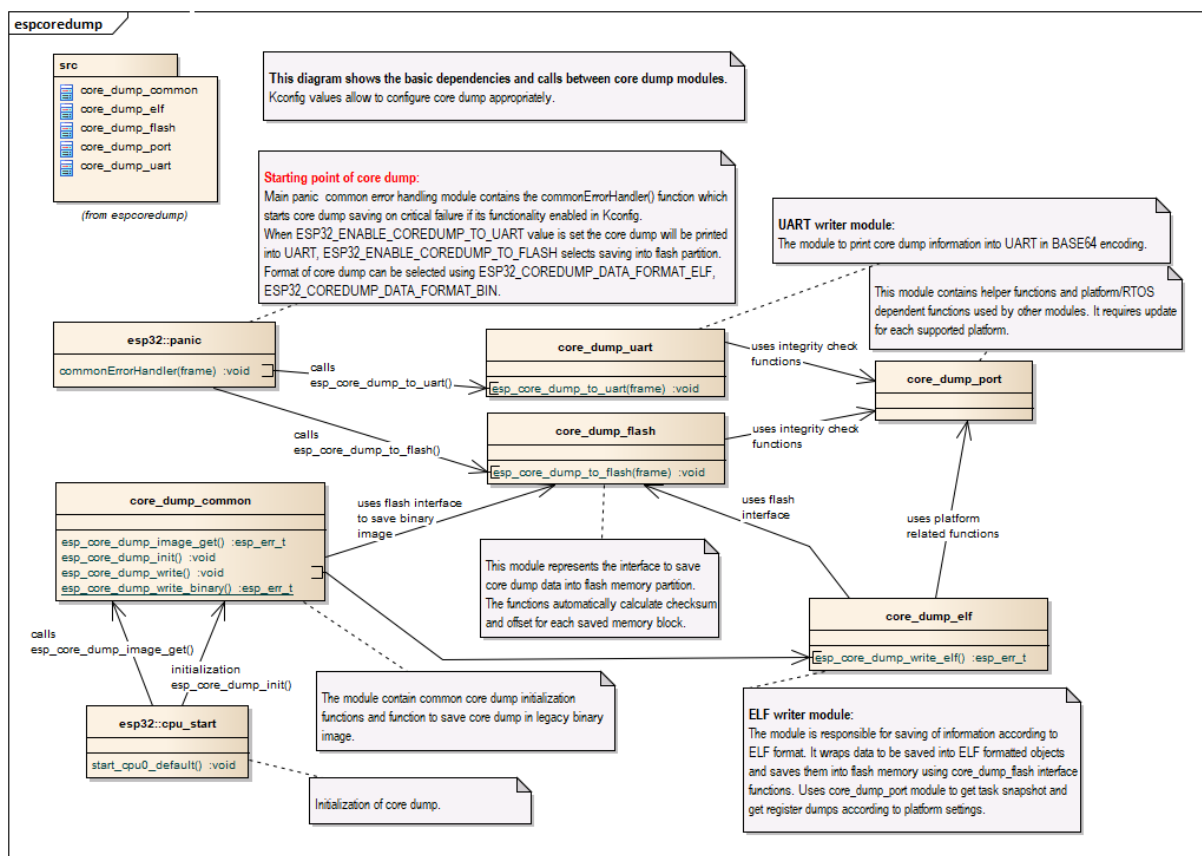 espcoredump
src
core_dump_common
core_dump_elf
core_dump_flash
core_dump_port
core_dump_uart
(from espcoredump)
This diagram shows the basic dependencies and calls between core dump modules.
Kconfig values allow to configure core dump appropriately.
Starting point of core dump:
Main panic common error handling module contains the commonErrorHandler() function which
starts core dump saving on critical failure if its functionality enabled in Kconfig.
When ESP32_ENABLE_COREDUMP_TO_UART value is set the core dump will be printed
into UART, ESP32_ENABLE_COREDUMP_TO_FLASH selects saving into flash partition.
Format of core dump can be selected using ESP32_COREDUMP_DATA_FORMAT_ELF,
ESP32_COREDUMP_DATA_FORMAT_BIN.
UART writer module:
The module to print core dump information into UART in BASE64 encoding.
This module contains helper functions and platform/RTOS
dependent functions used by other modules. It requires update
for each supported platform.
esp32::panic
commonErrorHandler(frame) :void
calls
esp_core_dump_to_uart()
core_dump_uart
esp_core_dump_to_uart(frame) :void
uses integrity check
functions
core_dump_port
calls
esp_core_dump_to_flash()
core_dump_flash
esp_core_dump_to_flash(frame) :void
uses integrity check
functions
core_dump_common
esp_core_dump_image_get() :esp_err_t
esp_core_dump_init() :void
esp_core_dump_write() :void
esp_core_dump_write_binary() :esp_err_t
uses flash interface
to save binary
image
uses flash
interface
uses platform
related functions
This module represents the interface to save
core dump data into flash memory partition.
The functions automatically calculate checksum
and offset for each saved memory block.
core_dump_elf
esp_core_dump_write_elf() :esp_err_t
calls
esp_core_dump_image_get()
initialization
esp_core_dump_init()
The module contain common core dump initialization
functions and function to save core dump in legacy binary
image.
esp32::cpu_start
start_cpu0_default() :void
Initialization of core dump.
ELF writer module:
The module is responsible for saving of information according to
ELF format. It wraps data to be saved into ELF formatted objects
and saves them into flash memory using core_dump_flash interface
functions. Uses core_dump_port module to get task snapshot and
get register dumps according to platform settings.